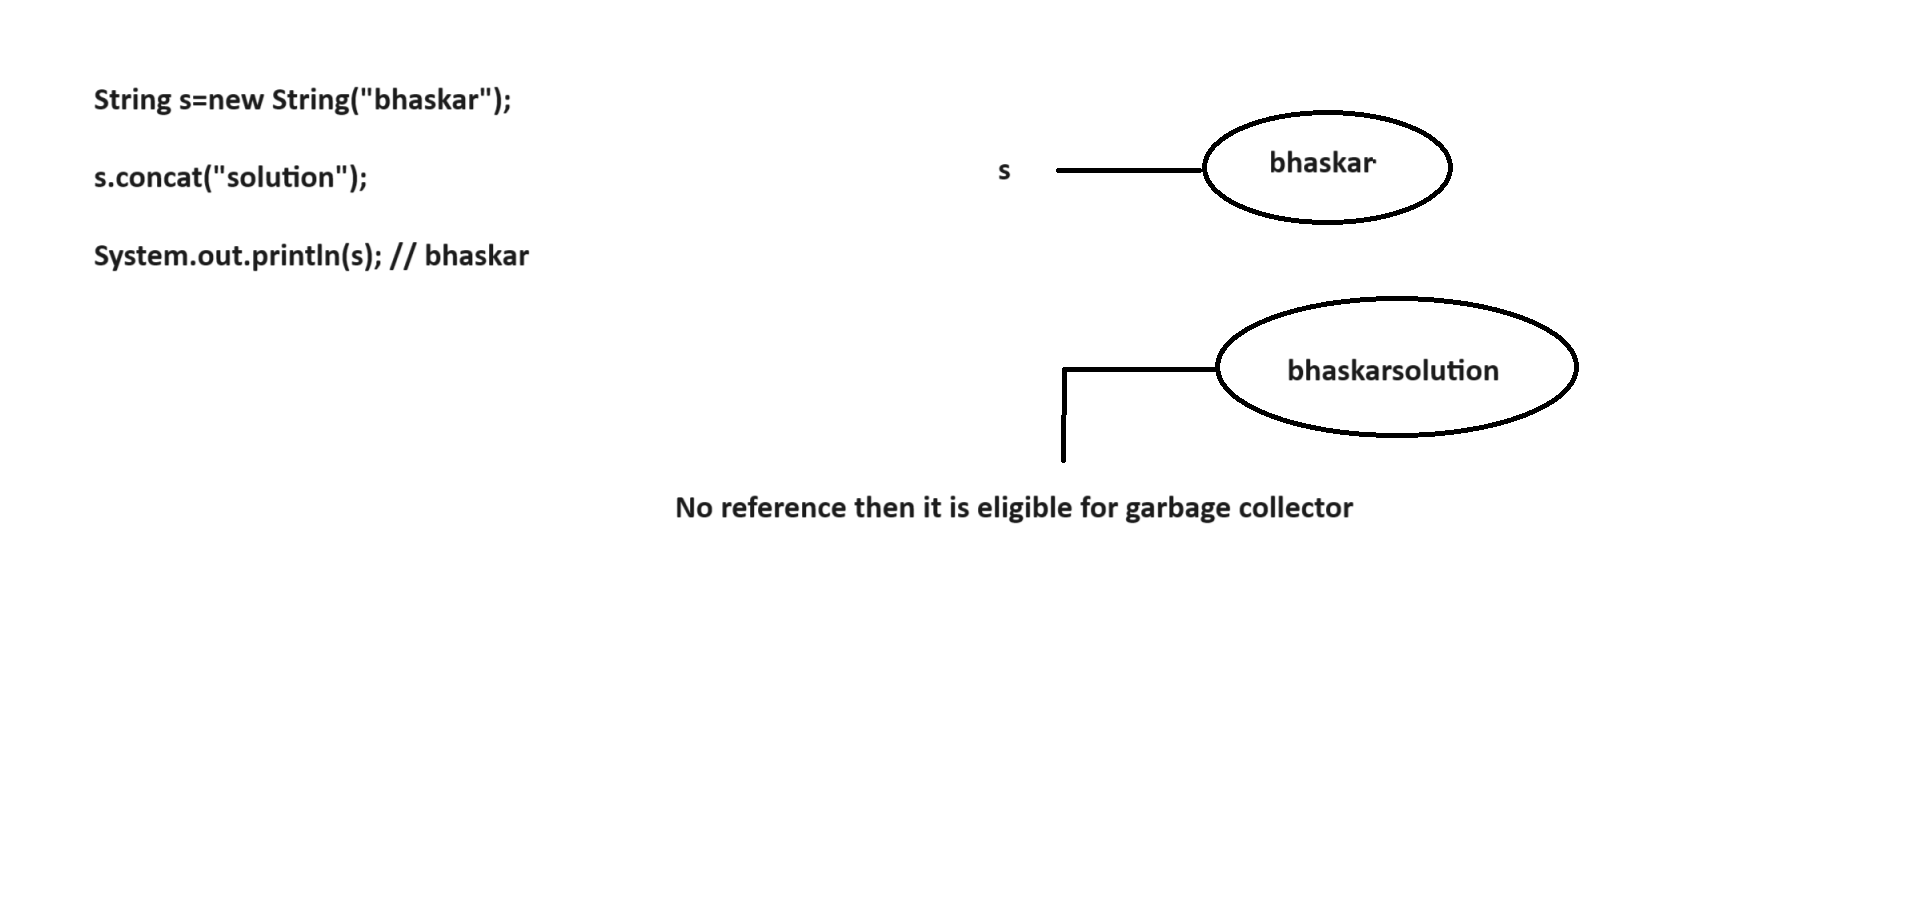 String s=new String("bhaskar");
s.concat("solution");
System.out.println(s); // bhaskar
s
bhaskar
bhaskarsolution
No reference then it is eligible for garbage collector